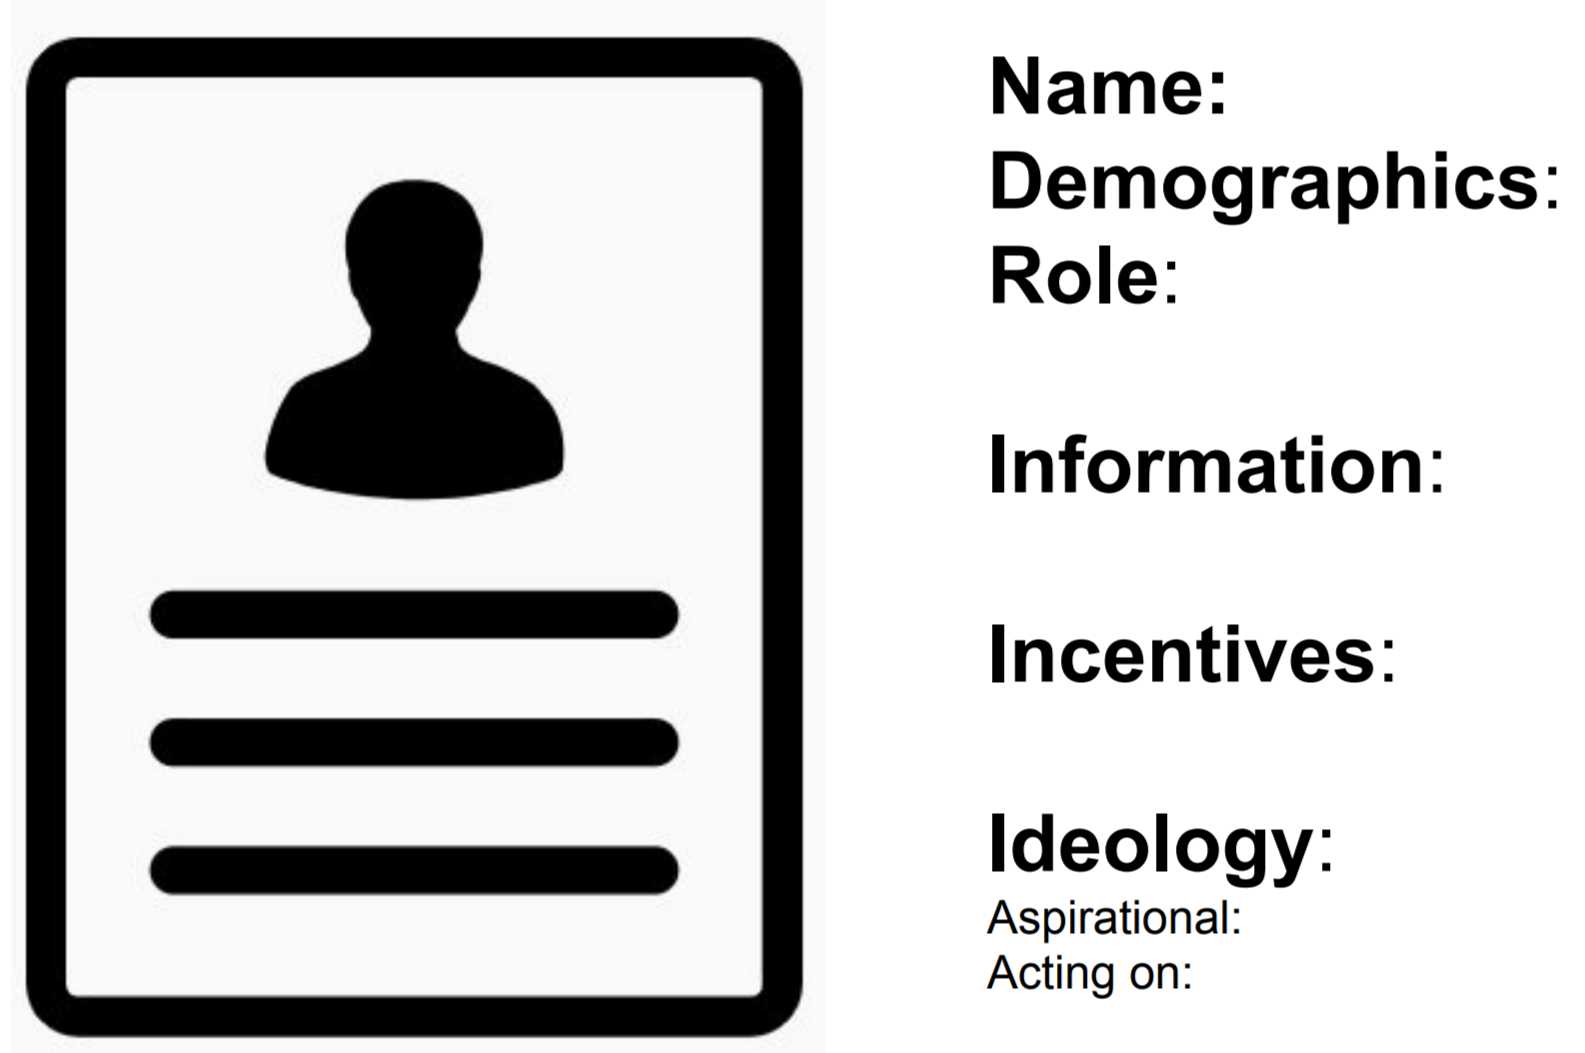 Name:
Demographics:
Role:
Information:
Incentives:
Ideology:
Aspirational:
Acting on: